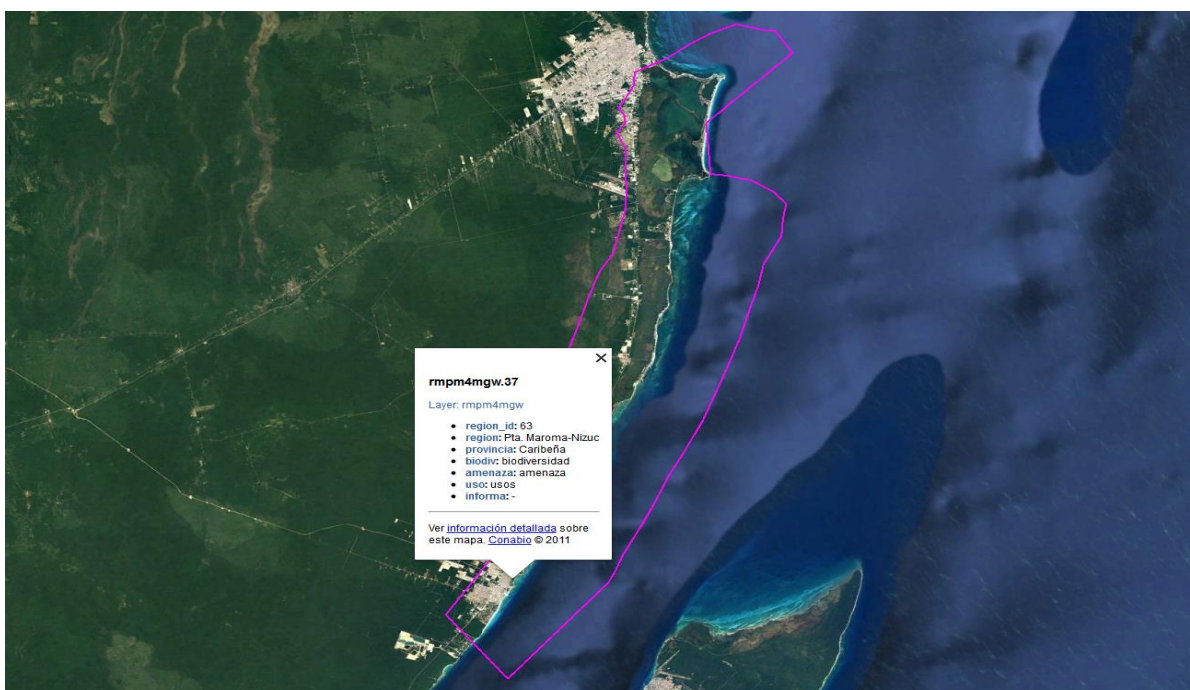 rmpm4mgw.37
Layer: rmpm4mgw
region_id: 63
region: Pta. Maroma-Nizuc
provincia: Caribeña
biodiv: biodiversidad
amenaza: amenaza
uso: usos
informa: -
Ver información detallada sobre
este mapa. Conabio © 2011